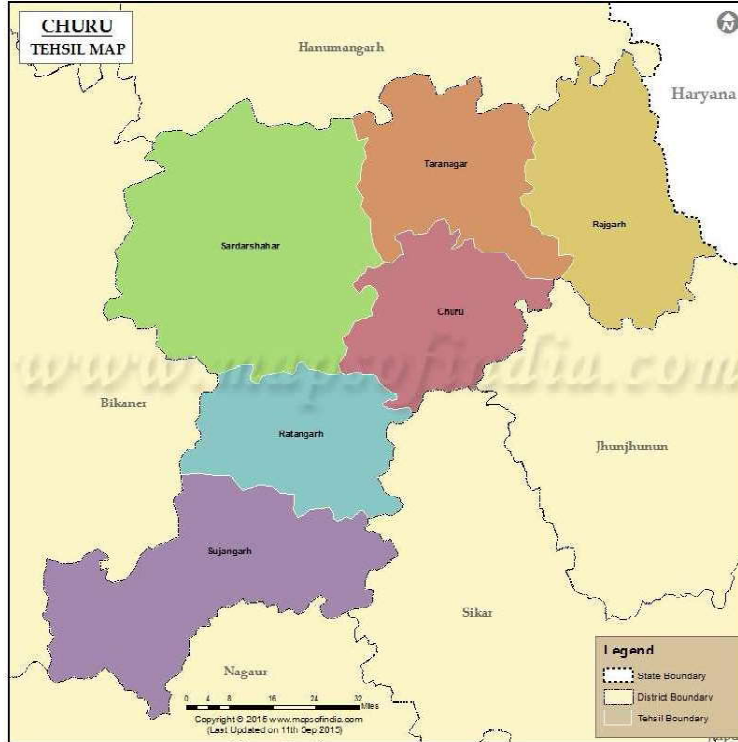 CHURU
TEHSIL MAP
N
Hanumangarh
Haryana
Taranagar
Rajgarh
Sardarshahar
Churu
www.mapsofindia.com
Bikaner
Ratangarh
Jhunjhunun
Sujangarh
Sikar
Nagaur
Legend
State Boundary
District Boundary
Tehsil Boundary
0 4 8 16 24 32
Miles
Copyright © 2015 www.mapsofindia.com
(Last Updated on 11th Sep 2015)